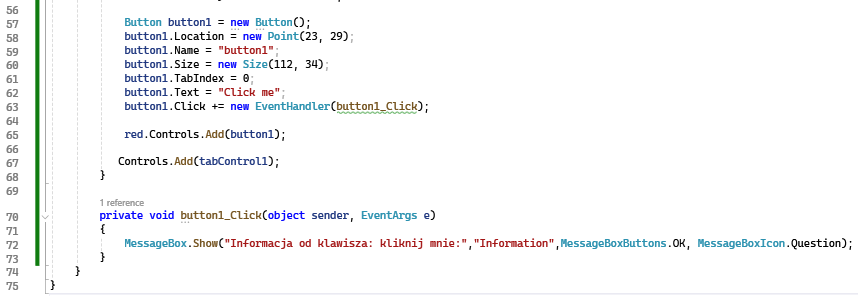 56
57 Button button1 = new Button();
58 button1.Location = new Point(23, 29);
59 button1.Name = "button1";
60 button1.Size = new Size(112, 34);
61 button1.TabIndex = 0;
62 button1.Text = "Click me";
63 button1.Click += new EventHandler(button1_Click);
64
65 red.Controls.Add(button1);
66
67 Controls.Add(tabControl1);
68 }
69
1 reference
70 private void button1_Click(object sender, EventArgs e)
71 {
72 MessageBox.Show("Informacja od klawisza: kliknij mnie:","Information",MessageBoxButtons.OK, MessageBoxIcon.Question);
73 }
74 }
75 }